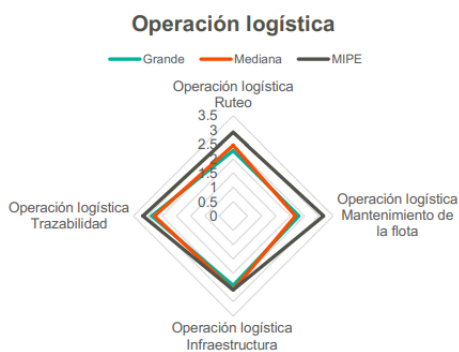 Operación logística
Grande
Mediana
MIPE
Operación logística
Ruteo
3.5
3
2.5
2
1.5
1
0.5
0
Operación logística
Mantenimiento de
la flota
Operación logística
Trazabilidad
Operación logística
Infraestructura